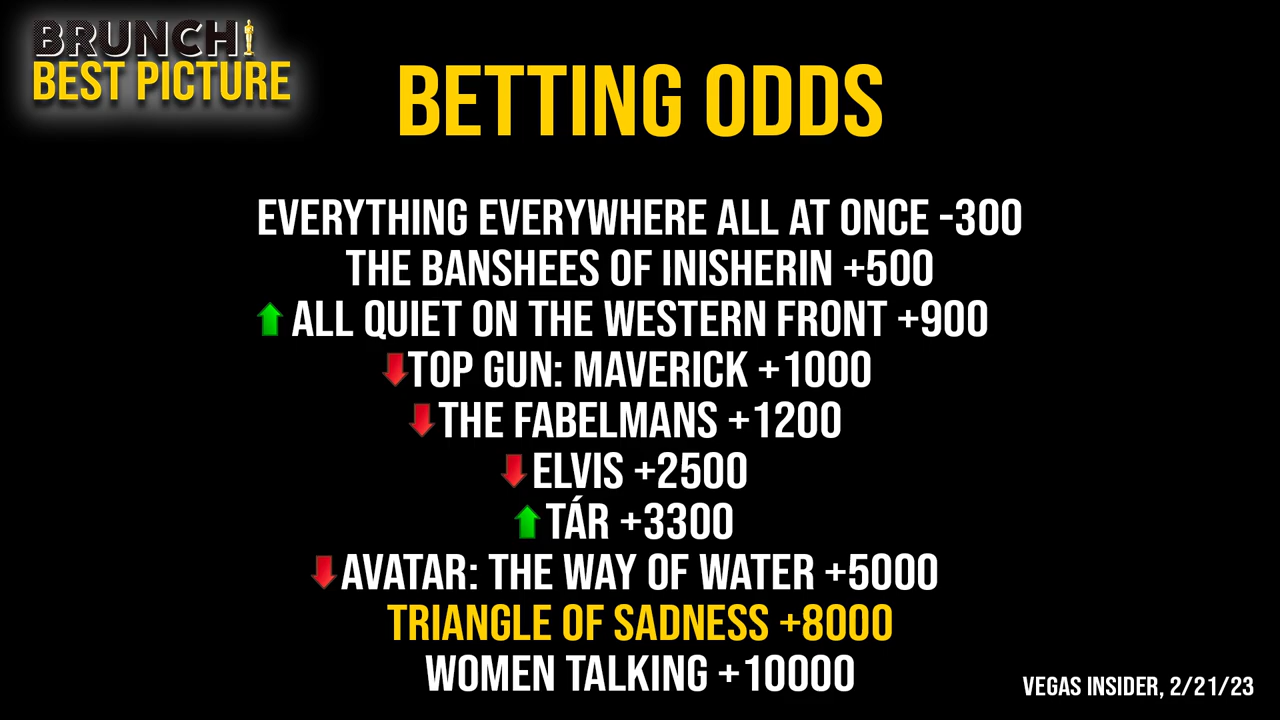 BRUNCH
BEST PICTURE
BETTING ODDS
EVERYTHING EVERYWHERE ALL AT ONCE -300
THE BANSHEES OF INISHERIN +500
ALL QUIET ON THE WESTERN FRONT +900
TOP GUN: MAVERICK +1000
THE FABELMANS +1200
ELVIS +2500
TÁR +3300
AVATAR: THE WAY OF WATER +5000
TRIANGLE OF SADNESS +8000
WOMEN TALKING +10000
VEGAS INSIDER, 2/21/23